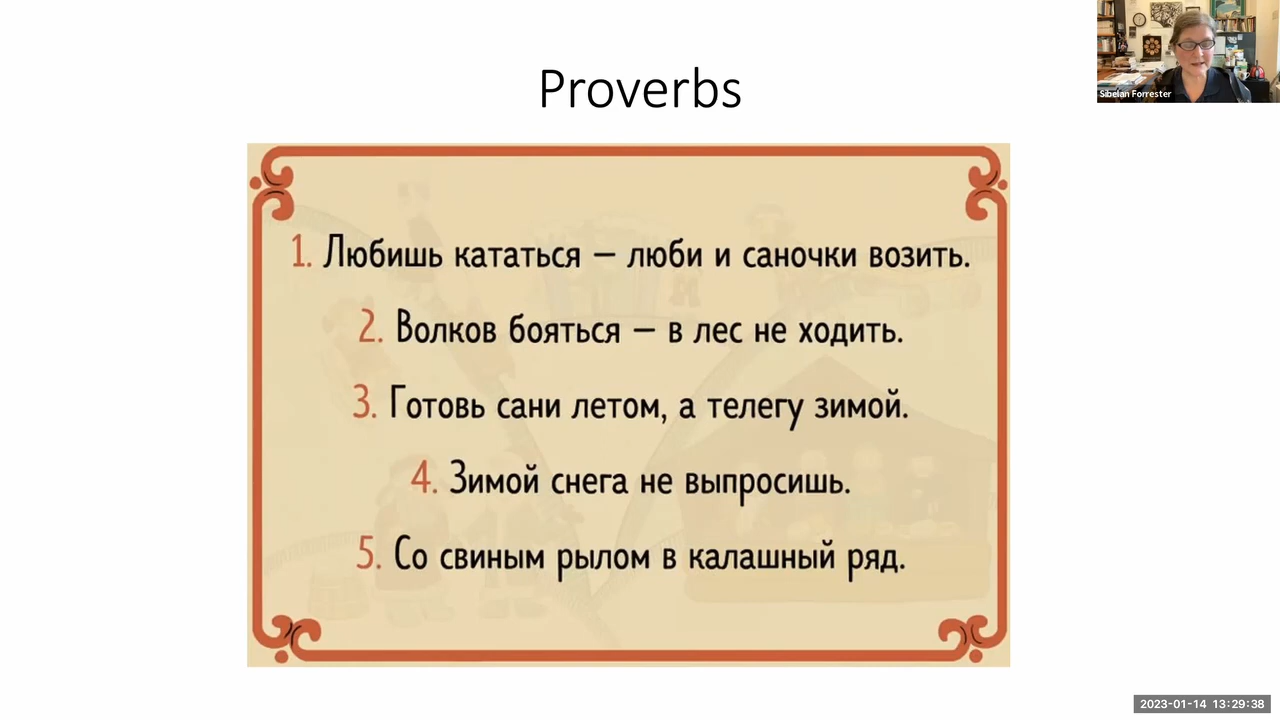 Proverbs
Sibelan Forrester
1. Любишь кататься – люби и саночки возить.
2. Волков бояться – в лес не ходить.
3. Готовь сани летом, а телегу зимой.
4. Зимой снега не выпросишь.
5. Со свиным рылом в калашный ряд.
2023-01-14 13:29:38